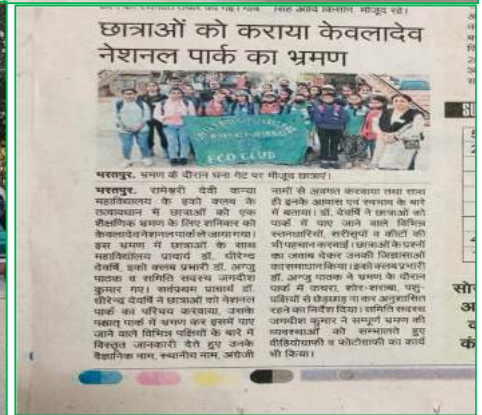 छात्राओं को कराया केवलादेव
नेशनल पार्क का भ्रमण
ECO CLUB
भरतपुर. भ्रमण के दौरान घना गेट पर मौजूद छात्राएं।
भरतपुर. रामेश्वरी देवी कन्या
महाविद्यालय के इको क्लब के
तत्वावधान में छात्राओं को एक
शैक्षणिक भ्रमण के लिए शनिवार को
केवलादेव नेशनल पार्क ले जाया गया।
इस भ्रमण में छात्राओं के साथ
महाविद्यालय प्राचार्य डॉ. धीरेन्द्र
देवर्षि, इको क्लब प्रभारी डॉ. अन्जु
पाठक व समिति सदस्य जगदीश
कुमार गए। सर्वप्रथम प्राचार्य डॉ.
धीरेन्द्र देवर्षि ने छात्राओं को नेशनल
पार्क का परिचय करवाया, उसके
पश्चात् पार्क में भ्रमण कर इसमें पाए
जाने वाले विभिन्न पक्षियों के बारे में
विस्तृत जानकारी देते हुए उनके
वैज्ञानिक नाम, स्थानीय नाम, अंग्रेजी
नामों से अवगत करवाया तथा साथ
ही इनके आवास एवं स्वभाव के बारे
में बताया। डॉ. देवर्षि ने छात्राओं को
पार्क में पाए जाने वाले विभिन्न
स्तनधारियों, सरीसृपों व कीटों की
भी पहचान करवाई। छात्राओं के प्रश्नों
का जवाब देकर उनकी जिज्ञासाओं
का समाधान किया। इको क्लब प्रभारी
डॉ. अन्जु पाठक ने भ्रमण के दौरान
पार्क में कचरा, शोर-शराबा, पशु-
पक्षियों से छेड़छाड़ ना कर अनुशासित
रहने का निर्देश दिया। समिति सदस्य
जगदीश कुमार ने सम्पूर्ण भ्रमण की
व्यवस्थाओं को सम्भालते हुए
वीडियोग्राफी व फोटोग्राफी का कार्य
भी किया।